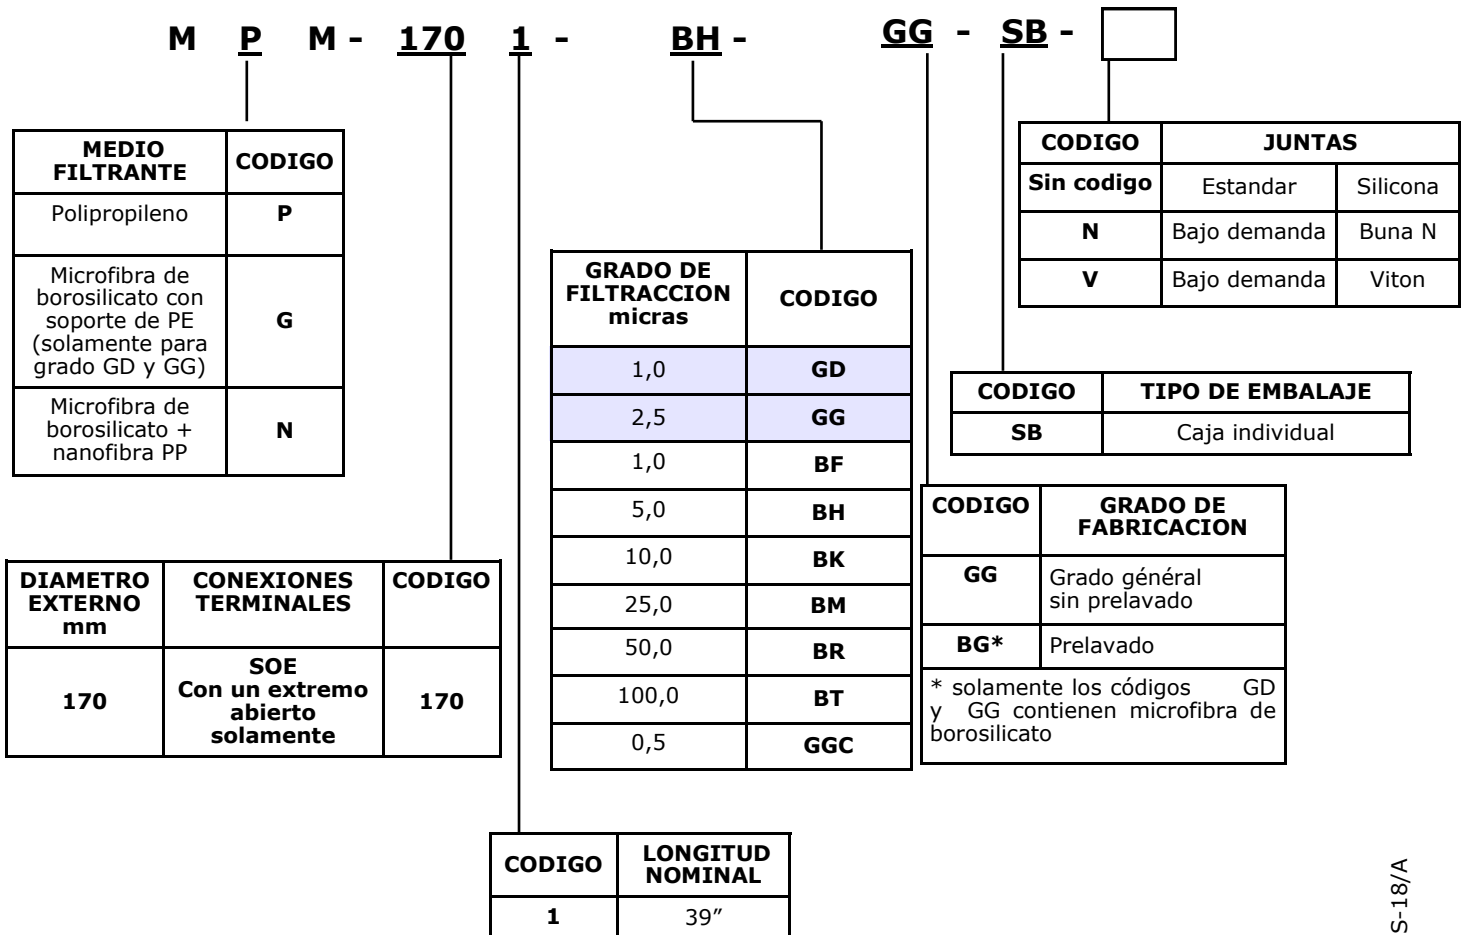 M P M - 170 1 - BH - GG - SB -
MEDIO FILTRANTE CODIGO
Polipropileno P
Microfibra de
borosilicato con
soporte de PE
(solamente para
grado GD y GG)
G
Microfibra de
borosilicato +
nanofibra PP
N
DIAMETRO
EXTERNO
mm
CONEXIONES
TERMINALES
CODIGO
170
SOE
Con un extremo
abierto
solamente
170
CODIGO
LONGITUD
NOMINAL
1 39”
GRADO DE
FILTRACCION
micras
CODIGO
1,0 GD
2,5 GG
1,0 BF
5,0 BH
10,0 BK
25,0 BM
50,0 BR
100,0 BT
0,5 GGC
CODIGO JUNTAS
Sin codigo Estandar Silicona
N Bajo demanda Buna N
V Bajo demanda Viton
CODIGO TIPO DE EMBALAJE
SB Caja individual
CODIGO
GRADO DE
FABRICACION
GG
Grado général
sin prelavado
BG* Prelavado
* solamente los códigos GD
y GG contienen microfibra de
borosilicato
S-18/A